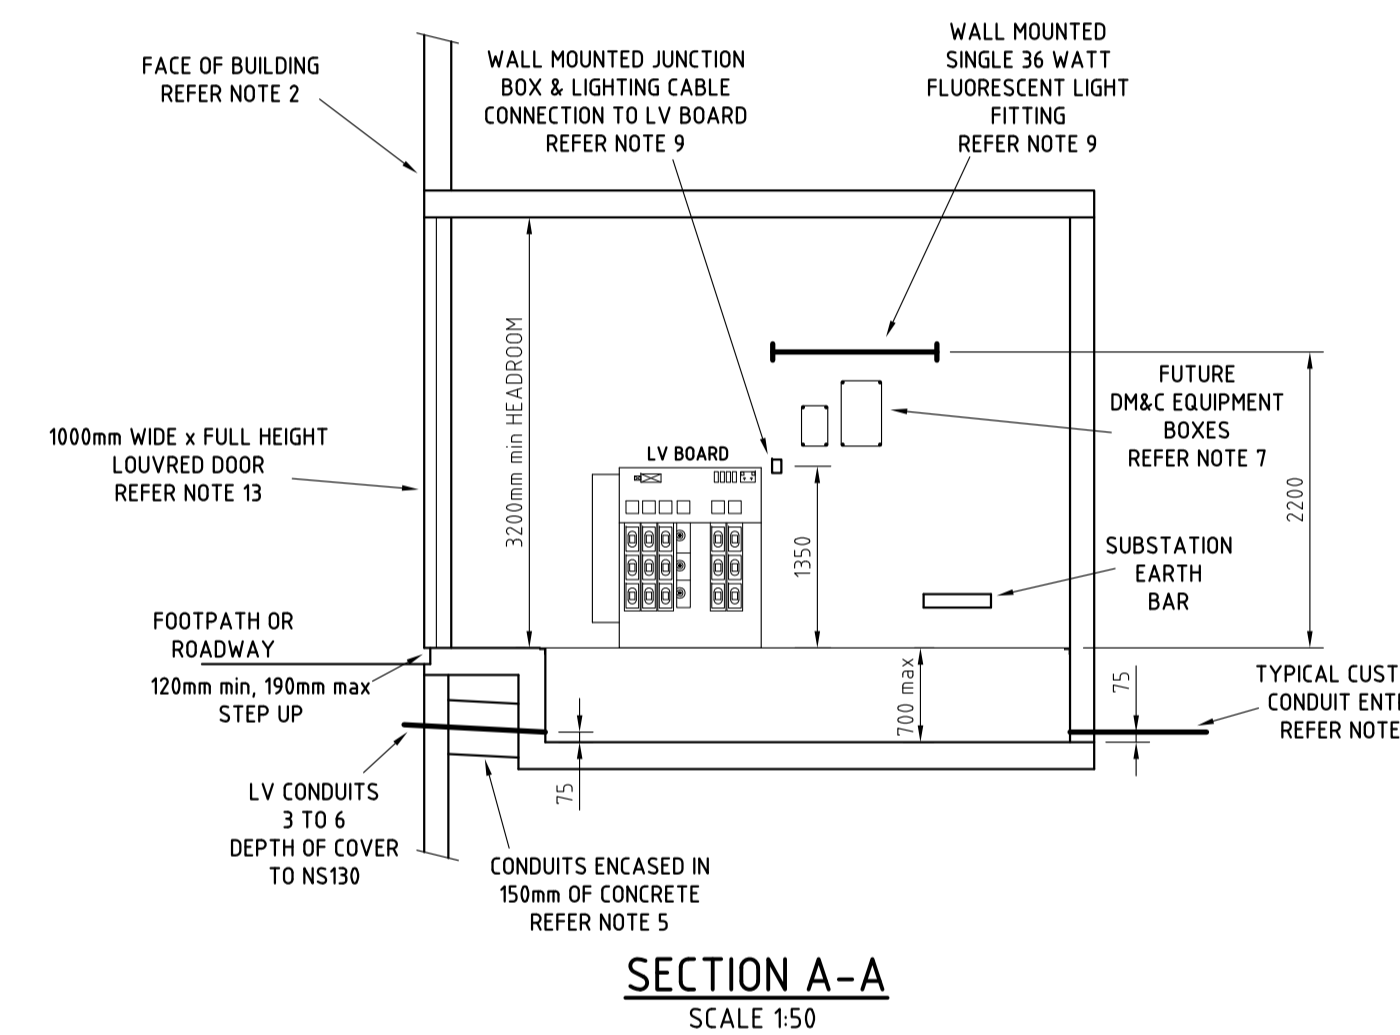 FACE OF BUILDING
REFER NOTE 2
WALL MOUNTED JUNCTION
BOX & LIGHTING CABLE
CONNECTION TO LV BOARD
REFER NOTE 9
WALL MOUNTED
SINGLE 36 WATT
FLUORESCENT LIGHT
FITTING
REFER NOTE 9
3200mm min HEADROOM
FUTURE
DM&C EQUIPMENT
BOXES
REFER NOTE 7
1000mm WIDE x FULL HEIGHT
LOUVRED DOOR
REFER NOTE 13
LV BOARD
1350
2200
SUBSTATION
EARTH
BAR
FOOTPATH OR
ROADWAY
120mm min, 190mm max
STEP UP
700 max
75
TYPICAL CUST
CONDUIT ENT
REFER NOTE
LV CONDUITS
3 TO 6
DEPTH OF COVER
TO NS130
75
CONDUITS ENCASED IN
150mm OF CONCRETE
REFER NOTE 5
SECTION A-A
SCALE 1:50